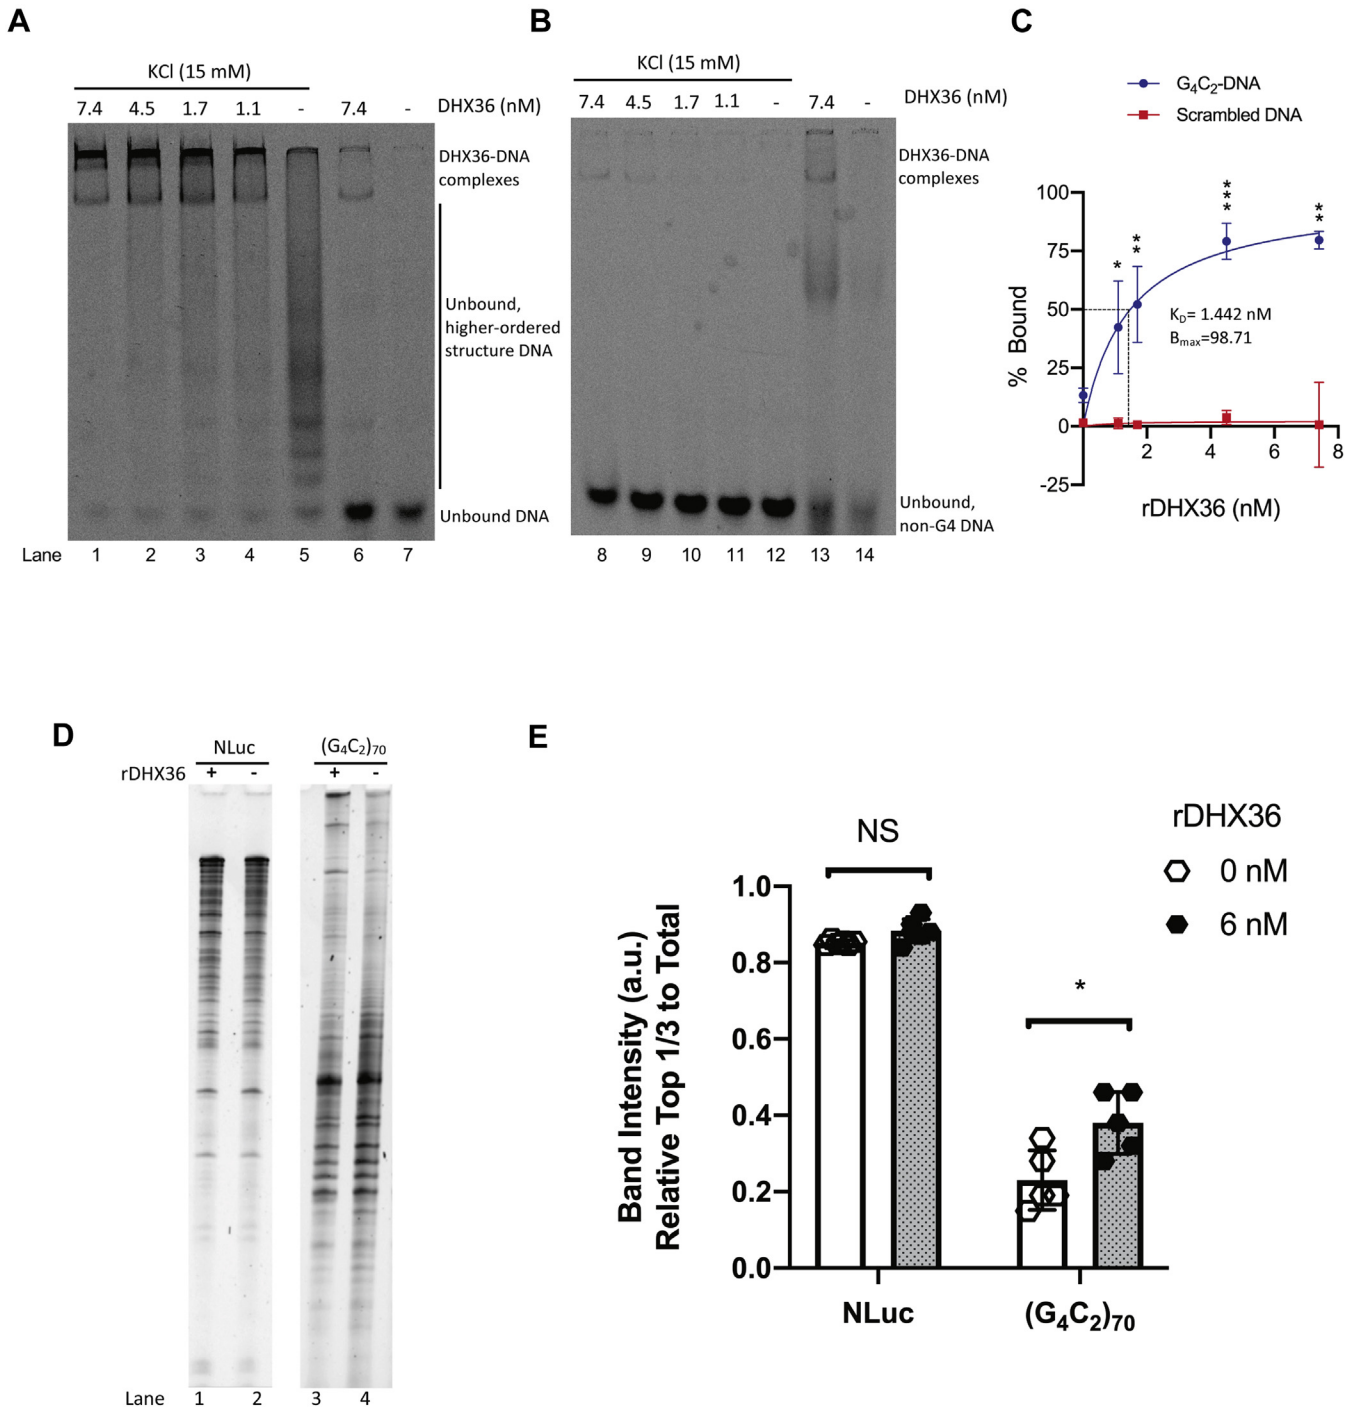 A
KCl (15 mM)
7.4 4.5 1.7 1.1 - 7.4 - DHX36 (nM)
DHX36-DNA
complexes
Unbound,
higher-ordered
structure DNA
Unbound DNA
Lane 1 2 3 4 5 6 7
B
KCl (15 mM)
7.4 4.5 1.7 1.1 - 7.4 - DHX36 (nM)
DHX36-DNA
complexes
Unbound,
non-G4 DNA
8 9 10 11 12 13 14
C
G₄C₂-DNA
Scrambled DNA
% Bound
100
75
50
25
0
-25
* ** *** **
K_D= 1.442 nM
B_max=98.71
2 4 6 8
rDHX36 (nM)
D
NLuc (G₄C₂)₇₀
rDHX36 + - + -
Lane 1 2 3 4
E
rDHX36
0 nM
6 nM
NS
*
Band Intensity (a.u.)
Relative Top 1/3 to Total
1.0
0.8
0.6
0.4
0.2
0.0
NLuc (G₄C₂)₇₀